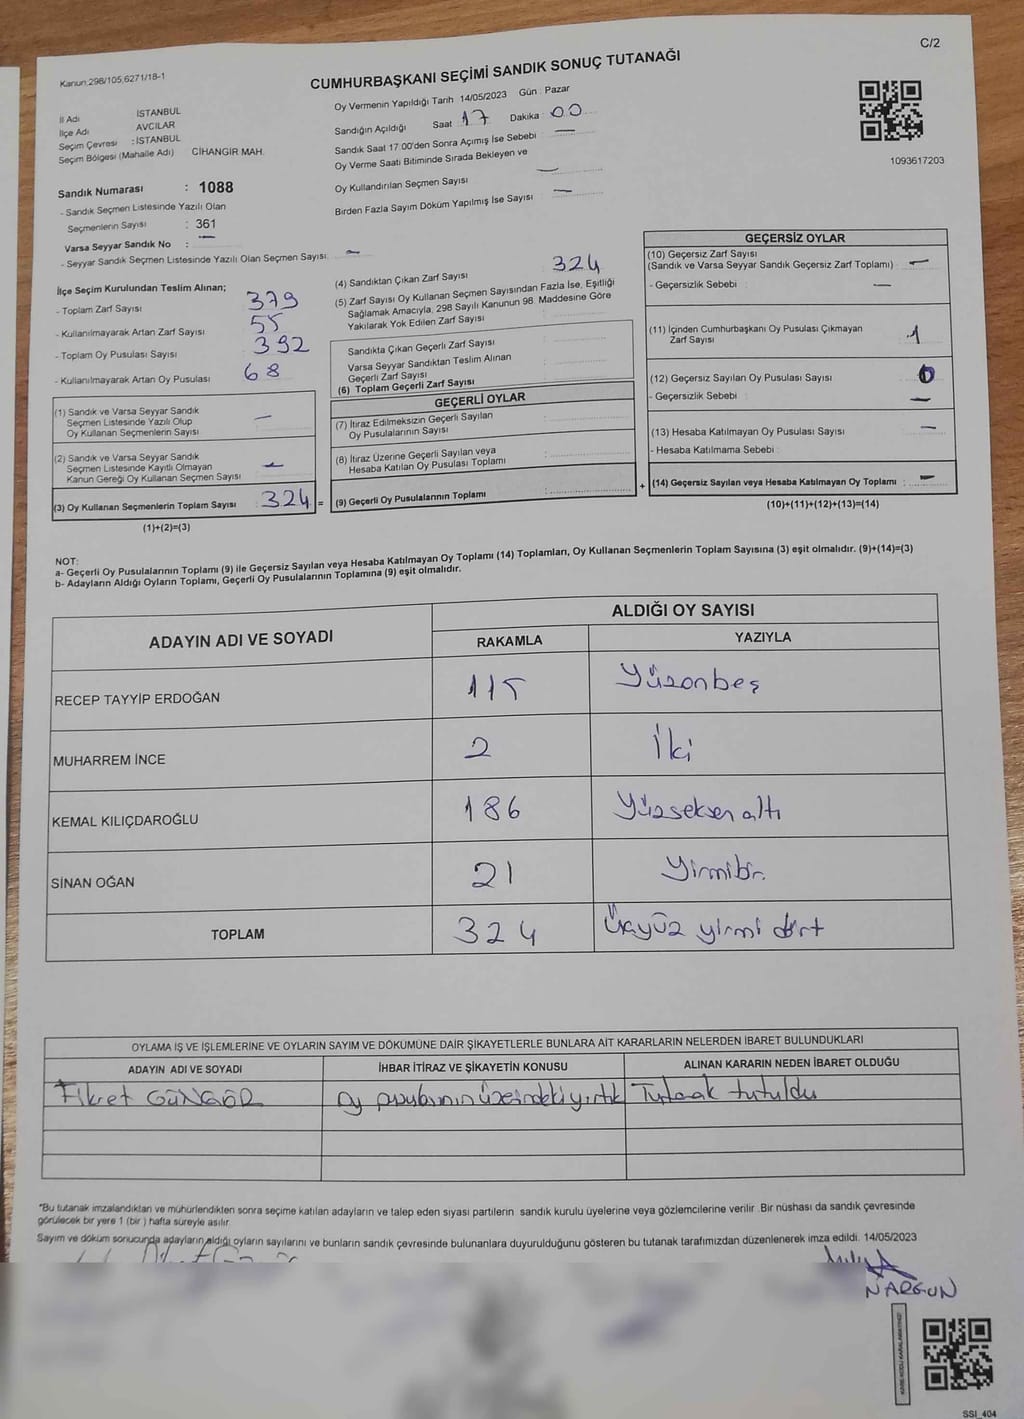 C/2
Kanun:298/105,6271/18-1
CUMHURBAŞKANI SEÇİMİ SANDIK SONUÇ TUTANAĞI
İl Adı İSTANBUL
İlçe Adı AVCILAR
Seçim Çevresi : İSTANBUL
Seçim Bölgesi (Mahalle Adı) CİHANGİR MAH.
Oy Vermenin Yapıldığı Tarih 14/05/2023 Gün : Pazar
Sandığın Açıldığı Saat 17 Dakika : 00
Sandık Saat 17:00'den Sonra Açımış İse Sebebi : —
Oy Verme Saati Bitiminde Sırada Bekleyen ve
Oy Kullandırılan Seçmen Sayısı —
Birden Fazla Sayım Döküm Yapılmış İse Sayısı —
1093617203
Sandık Numarası : 1088
- Sandık Seçmen Listesinde Yazılı Olan
Seçmenlerin Sayısı : 361
Varsa Seyyar Sandık No : —
- Seyyar Sandık Seçmen Listesinde Yazılı Olan Seçmen Sayısı: —
İlçe Seçim Kurulundan Teslim Alınan;
- Toplam Zarf Sayısı 379
- Kullanılmayarak Artan Zarf Sayısı 55
- Toplam Oy Pusulası Sayısı 392
- Kullanılmayarak Artan Oy Pusulası 68
(1) Sandık ve Varsa Seyyar Sandık
Seçmen Listesinde Yazılı Olup
Oy Kullanan Seçmenlerin Sayısı —
(2) Sandık ve Varsa Seyyar Sandık
Seçmen Listesinde Kayıtlı Olmayan
Kanun Gereği Oy Kullanan Seçmen Sayısı —
(3) Oy Kullanan Seçmenlerin Toplam Sayısı : 324 =
(1)+(2)=(3)
(4) Sandıktan Çıkan Zarf Sayısı 324
(5) Zarf Sayısı Oy Kullanan Seçmen Sayısından Fazla İse, Eşitliği
Sağlamak Amacıyla, 298 Sayılı Kanunun 98. Maddesine Göre
Yakılarak Yok Edilen Zarf Sayısı
Sandıkta Çıkan Geçerli Zarf Sayısı
Varsa Seyyar Sandıktan Teslim Alınan
Geçerli Zarf Sayısı
(6) Toplam Geçerli Zarf Sayısı
GEÇERLİ OYLAR
(7) İtiraz Edilmeksizin Geçerli Sayılan
Oy Pusulalarının Sayısı
(8) İtiraz Üzerine Geçerli Sayılan veya
Hesaba Katılan Oy Pusulası Toplamı
(9) Geçerli Oy Pusulalarının Toplamı +
GEÇERSİZ OYLAR
(10) Geçersiz Zarf Sayısı
(Sandık ve Varsa Seyyar Sandık Geçersiz Zarf Toplamı) —
- Geçersizlik Sebebi : —
(11) İçinden Cumhurbaşkanı Oy Pusulası Çıkmayan
Zarf Sayısı 1
(12) Geçersiz Sayılan Oy Pusulası Sayısı 0
- Geçersizlik Sebebi : —
(13) Hesaba Katılmayan Oy Pusulası Sayısı —
- Hesaba Katılmama Sebebi :
(14) Geçersiz Sayılan veya Hesaba Katılmayan Oy Toplamı : —
(10)+(11)+(12)+(13)=(14)
NOT:
a- Geçerli Oy Pusulalarının Toplamı (9) ile Geçersiz Sayılan veya Hesaba Katılmayan Oy Toplamı (14) Toplamları, Oy Kullanan Seçmenlerin Toplam Sayısına (3) eşit olmalıdır. (9)+(14)=(3)
b- Adayların Aldığı Oyların Toplamı, Geçerli Oy Pusulalarının Toplamına (9) eşit olmalıdır.
ADAYIN ADI VE SOYADI ALDIĞI OY SAYISI
RAKAMLA YAZIYLA
RECEP TAYYİP ERDOĞAN 115 Yüzonbeş
MUHARREM İNCE 2 İki
KEMAL KILIÇDAROĞLU 186 Yüzseksen altı
SİNAN OĞAN 21 Yirmibir
TOPLAM 324 Üçyüz yirmi dört
OYLAMA İŞ VE İŞLEMLERİNE VE OYLARIN SAYIM VE DÖKÜMÜNE DAİR ŞİKAYETLERLE BUNLARA AİT KARARLARIN NELERDEN İBARET BULUNDUKLARI
ADAYIN ADI VE SOYADI İHBAR İTİRAZ VE ŞİKAYETİN KONUSU ALINAN KARARIN NEDEN İBARET OLDUĞU
Fikret GÜNGÖR Oy pusulasının üzerindeki yırtık Tutanak tutuldu
*Bu tutanak imzalandıktan ve mühürlendikten sonra seçime katılan adayların ve talep eden siyasi partilerin sandık kurulu üyelerine veya gözlemcilerine verilir. Bir nüshası da sandık çevresinde
görülecek bir yere 1 (bir ) hafta süreyle asılır.
Sayım ve döküm sonucunda adayların aldığı oyların sayılarını ve bunların sandık çevresinde bulunanlara duyurulduğunu gösteren bu tutanak tarafımızdan düzenlenerek imza edildi. 14/05/2023
NARGUN
KARE KODU KARALAMAYINIZ!
SSI_404